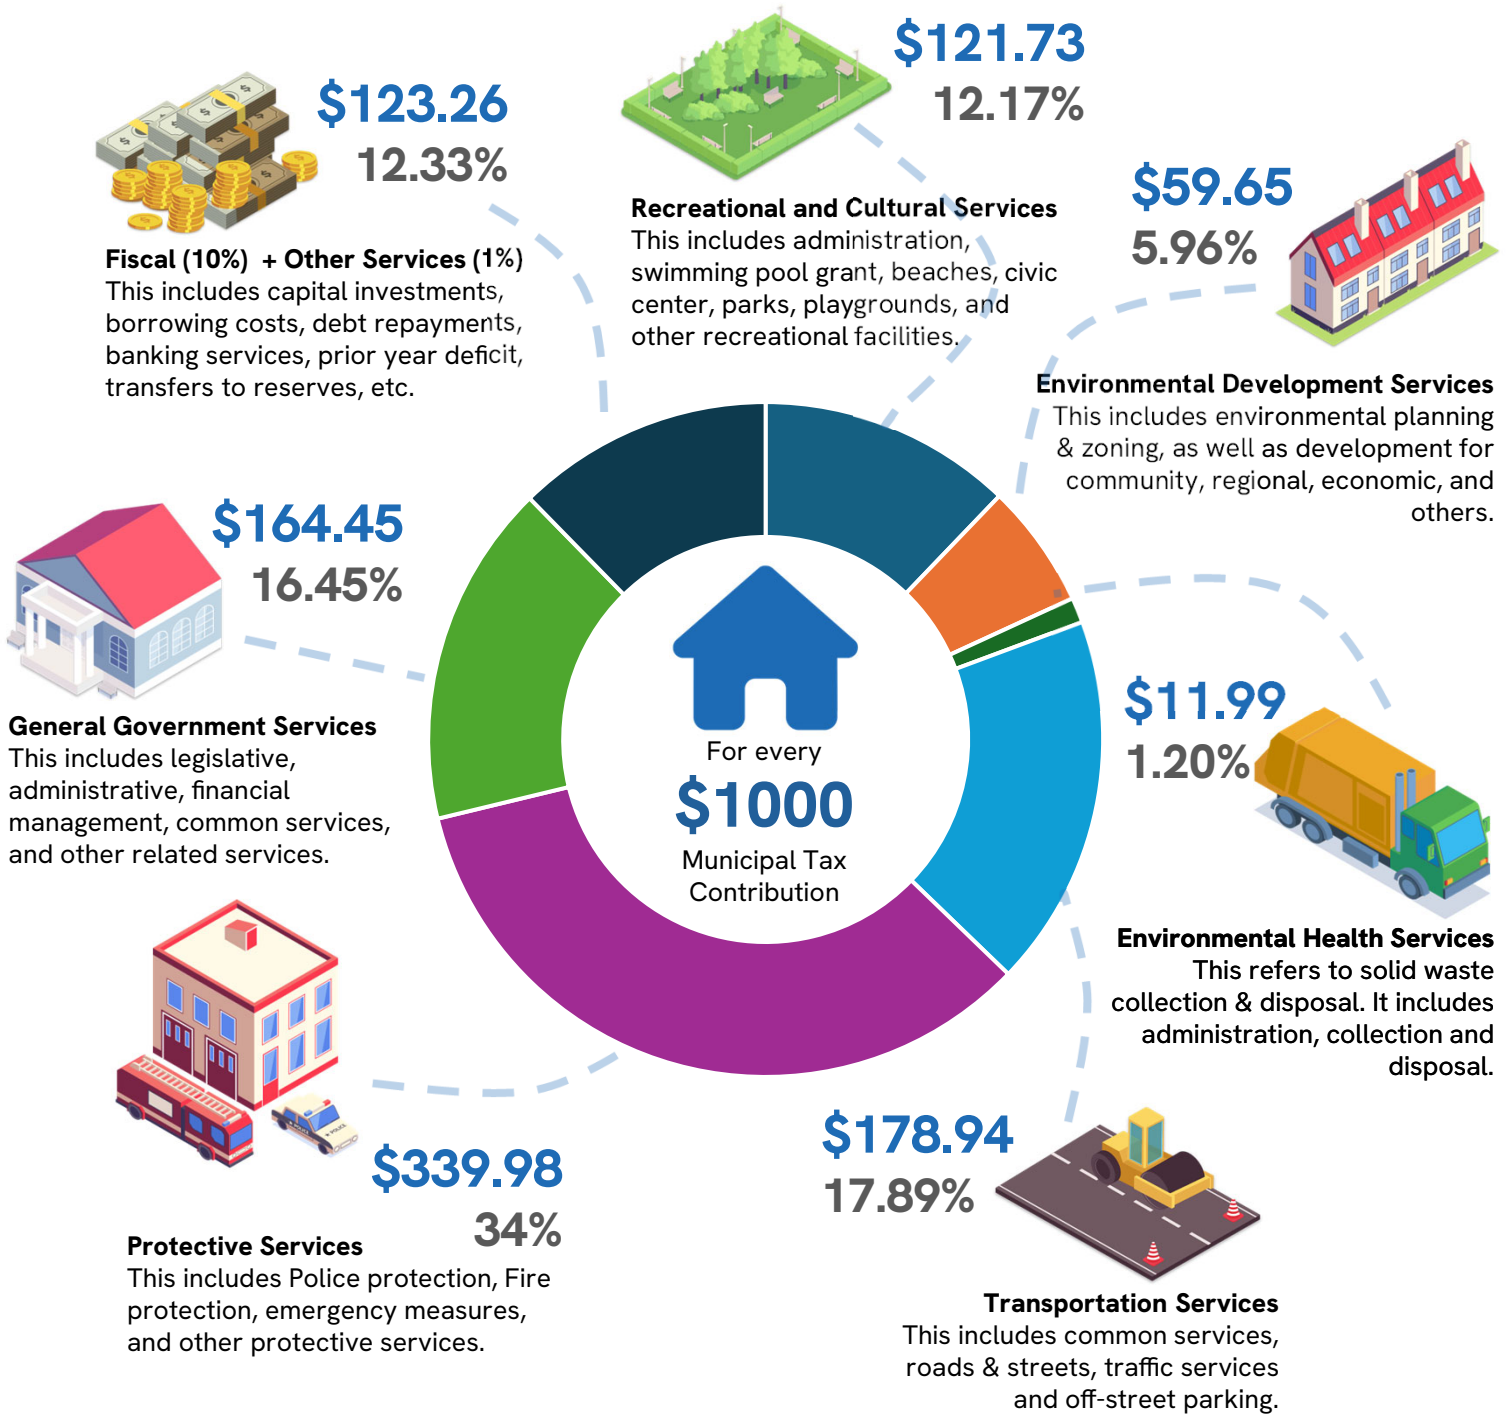 $123.26
12.33%
Fiscal (10%) + Other Services (1%)
This includes capital investments,
borrowing costs, debt repayments,
banking services, prior year deficit,
transfers to reserves, etc.
$121.73
12.17%
Recreational and Cultural Services
This includes administration,
swimming pool grant, beaches, civic
center, parks, playgrounds, and
other recreational facilities.
$59.65
5.96%
Environmental Development Services
This includes environmental planning
& zoning, as well as development for
community, regional, economic, and
others.
$164.45
16.45%
General Government Services
This includes legislative,
administrative, financial
management, common services,
and other related services.
For every
$1000
Municipal Tax
Contribution
$11.99
1.20%
Environmental Health Services
This refers to solid waste
collection & disposal. It includes
administration, collection and
disposal.
POLICE
$339.98
34%
Protective Services
This includes Police protection, Fire
protection, emergency measures,
and other protective services.
$178.94
17.89%
Transportation Services
This includes common services,
roads & streets, traffic services
and off-street parking.